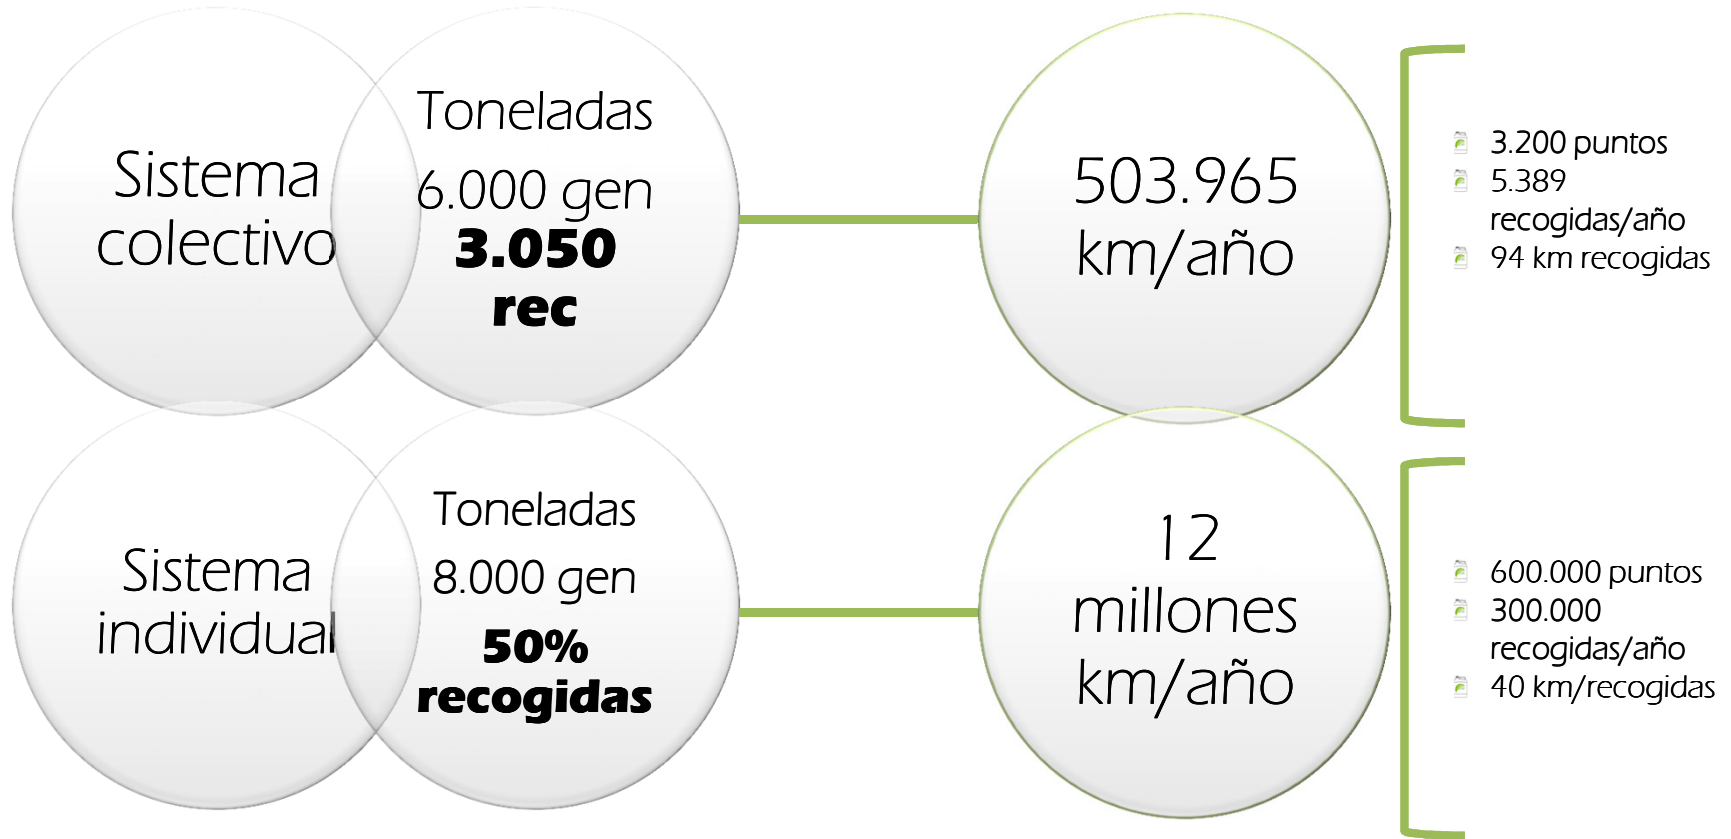 Sistema
colectivo
Toneladas
6.000 gen
3.050
rec
503.965
km/año
3.200 puntos
5.389
recogidas/año
94 km recogidas
Sistema
individual
Toneladas
8.000 gen
50%
recogidas
12
millones
km/año
600.000 puntos
300.000
recogidas/año
40 km/recogidas